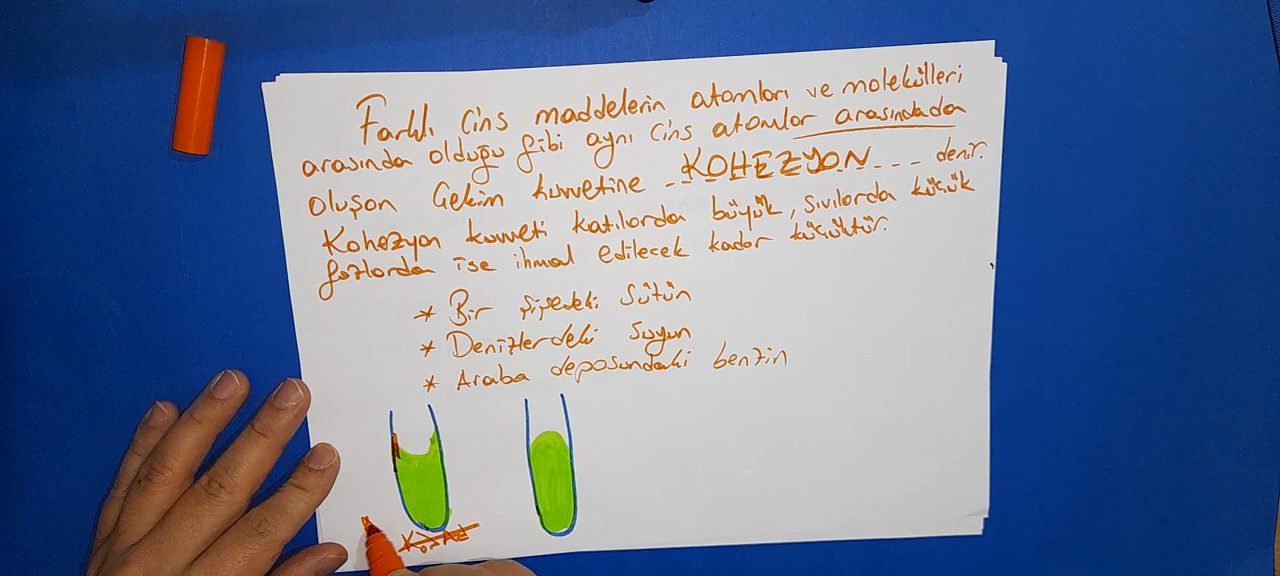 Farklı Cins maddelerin atomları ve molekülleri
arasında olduğu gibi aynı Cins atomlar arasındada
oluşan Çekim kuvvetine _KOHEZYON___ denir.
Kohezyon kuvveti katılarda büyük, sıvılarda küçük
gazlarda ise ihmal edilecek kadar küçüktür.
* Bir şişedeki sütün
* Denizlerdeki suyun
* Araba deposundaki benzin